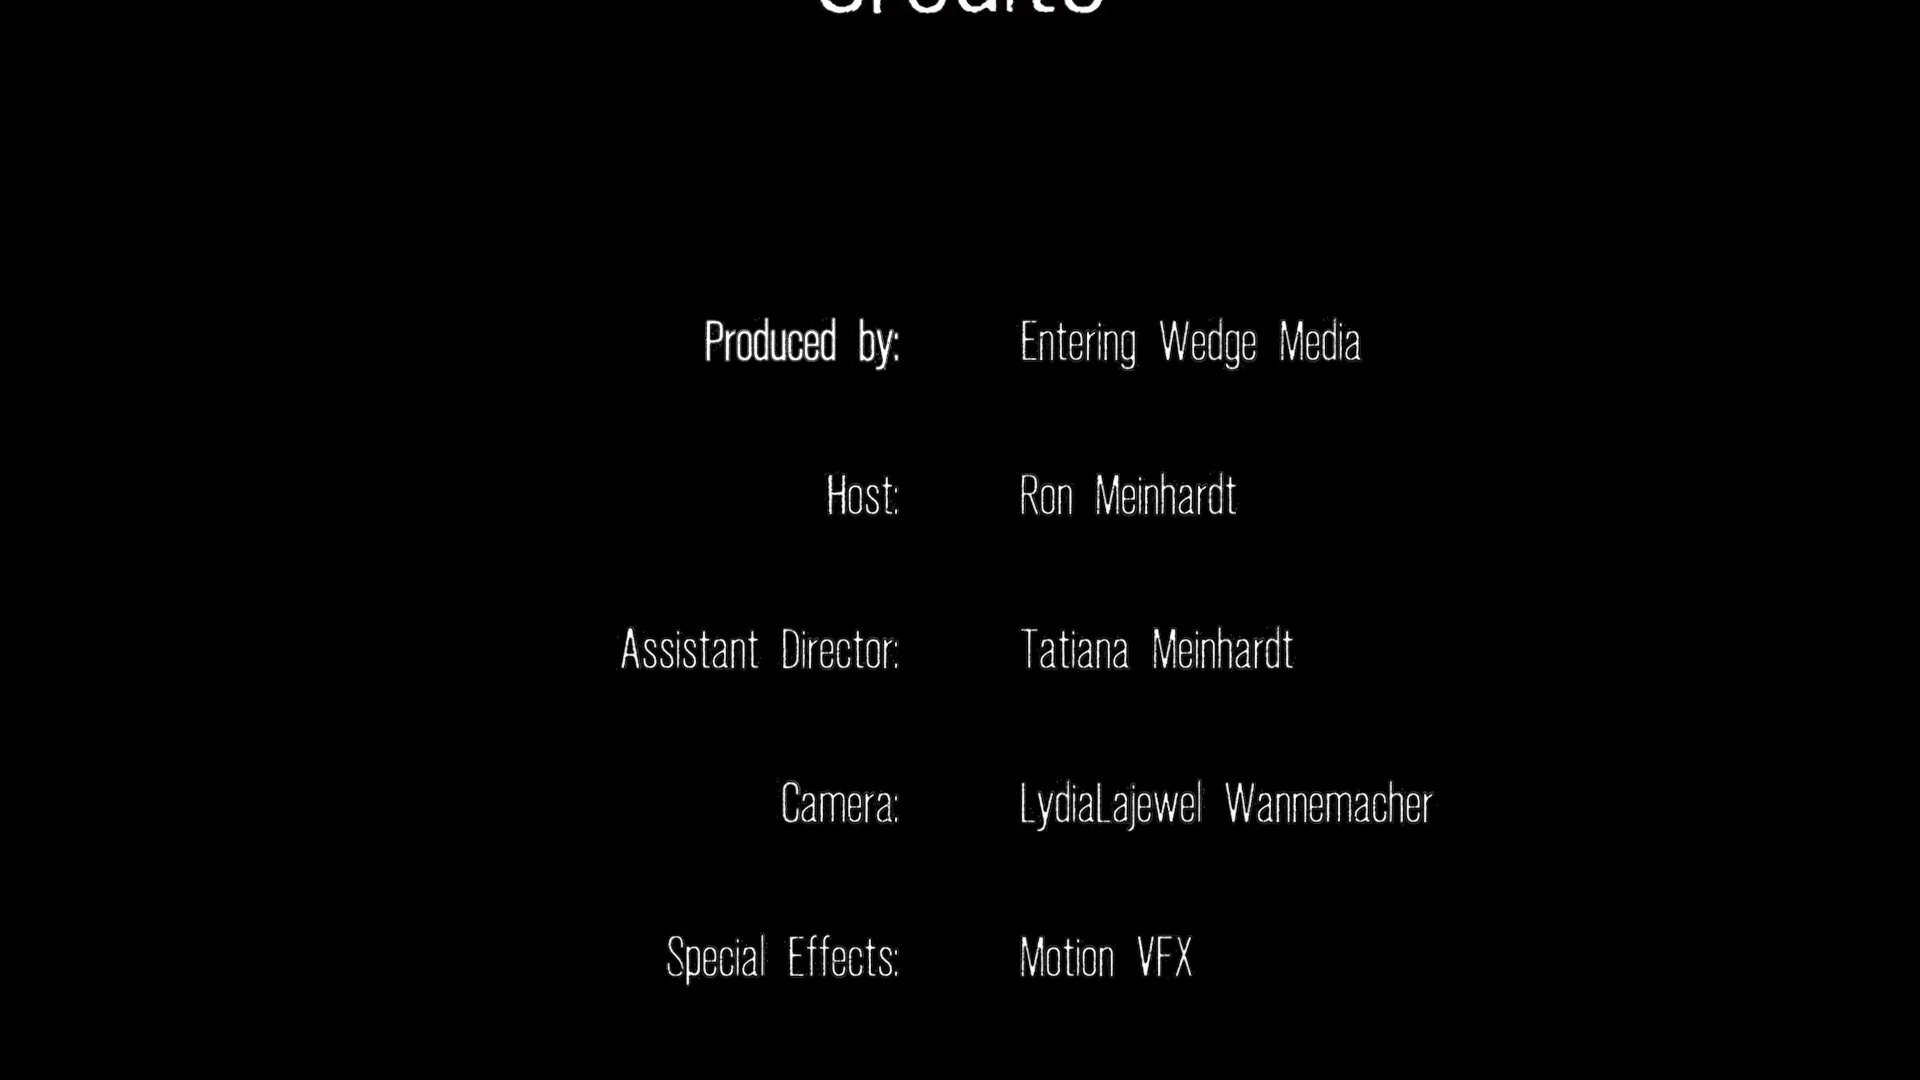 Credits
Produced by: Entering Wedge Media
Host: Ron Meinhardt
Assistant Director: Tatiana Meinhardt
Camera: LydiaLajewel Wannemacher
Special Effects: Motion VFX